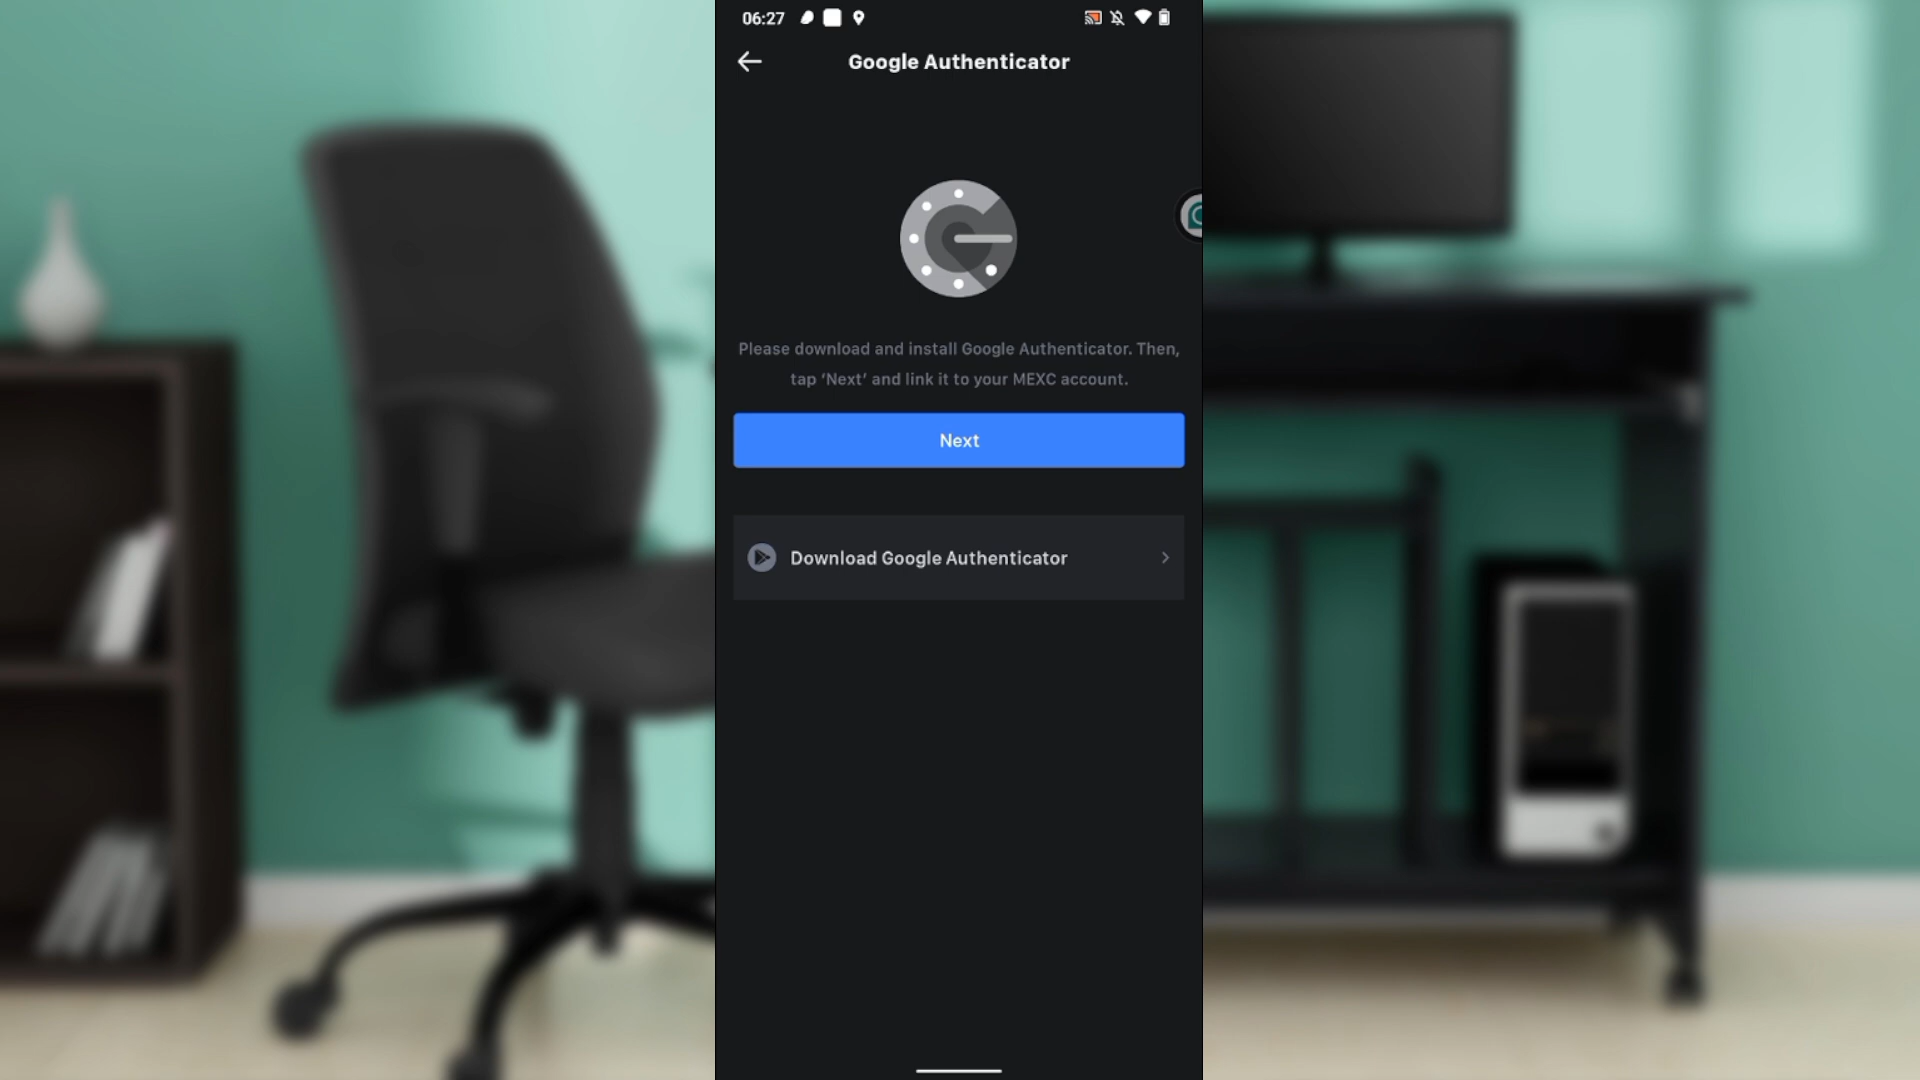 06:27
Google Authenticator
Please download and install Google Authenticator. Then,
tap ‘Next’ and link it to your MEXC account.
Next
Download Google Authenticator